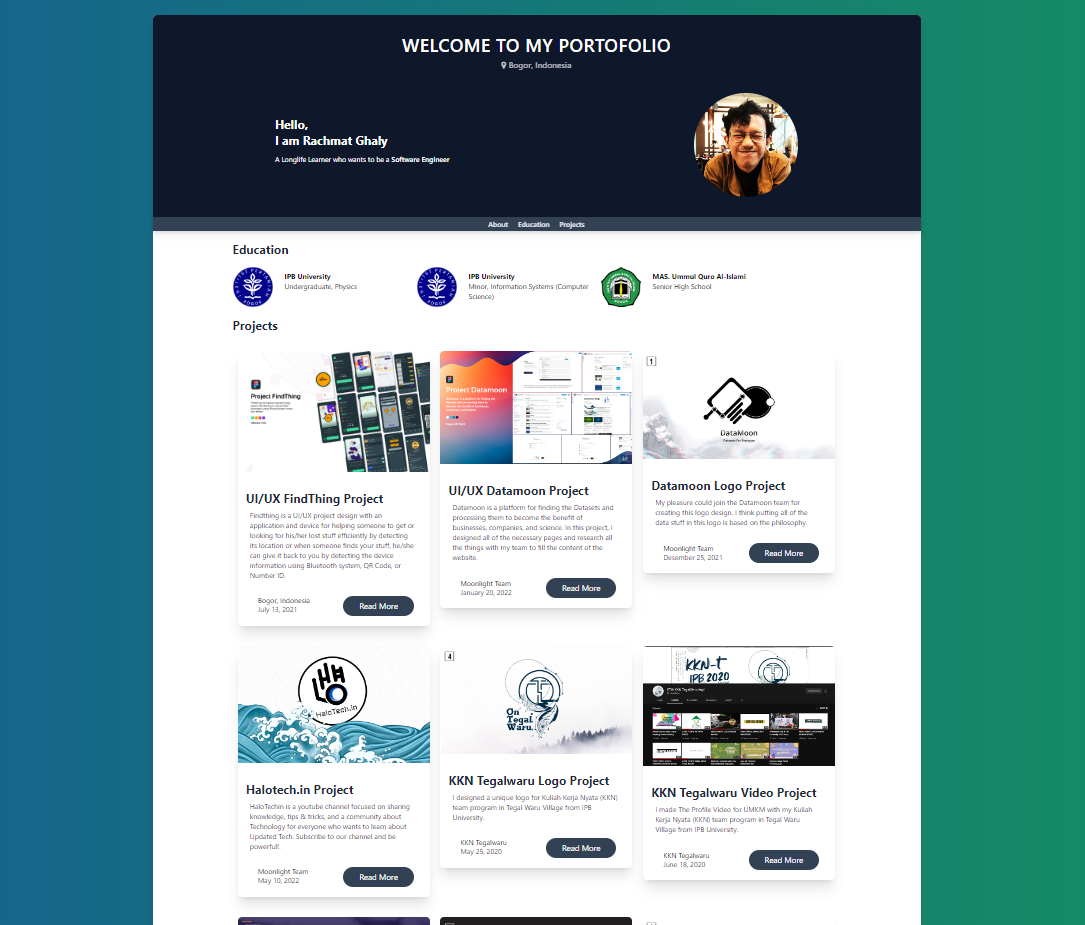 WELCOME TO MY PORTOFOLIO
Bogor, Indonesia
Hello,
I am Rachmat Ghaly
A Longlife Learner who wants to be a Software Engineer
About Education Projects
Education
IPB University
Undergraduate, Physics
IPB University
Minor, Information Systems (Computer
Science)
MAS. Ummul Quro Al-Islami
Senior High School
Projects
Project FindThing
UI/UX FindThing Project
Findthing is a UI/UX project design with an
application and device for helping someone to get or
looking for his/her lost stuff efficiently by detecting
its location or when someone finds your stuff, he/she
can give it back to you by detecting the device
information using Bluetooth system, QR Code, or
Number ID.
Bogor, Indonesia
July 13, 2021
Read More
Project Datamoon
UI/UX Datamoon Project
Datamoon is a platform for finding the Datasets and
processing them to become the benefit of
businesses, companies, and science. In this project, I
designed all of the necessary pages and research all
the things with my team to fill the content of the
website.
Moonlight Team
January 20, 2022
Read More
1
DataMoon
Datasets For Everyone
Datamoon Logo Project
My pleasure could join the Datamoon team for
creating this logo design. I think putting all of the
data stuff in this logo is based on the philosophy.
Moonlight Team
Desember 25, 2021
Read More
HaloTech.in
Halotech.in Project
HaloTechin is a youtube channel focused on sharing
knowledge, tips & tricks, and a community about
Technology for everyone who wants to learn about
Updated Tech. Subscribe to our channel and be
powerfull.
Moonlight Team
May 10, 2022
Read More
4
On
Tegal
Waru.
KKN Tegalwaru Logo Project
I designed a unique logo for Kuliah Kerja Nyata (KKN)
team program in Tegal Waru Village from IPB
University.
KKN Tegalwaru
May 25, 2020
Read More
KKN-T
IPB 2020
KKN Tegalwaru Video Project
I made The Profile Video for UMKM with my Kuliah
Kerja Nyata (KKN) team program in Tegal Waru
Village from IPB University.
KKN Tegalwaru
June 18, 2020
Read More